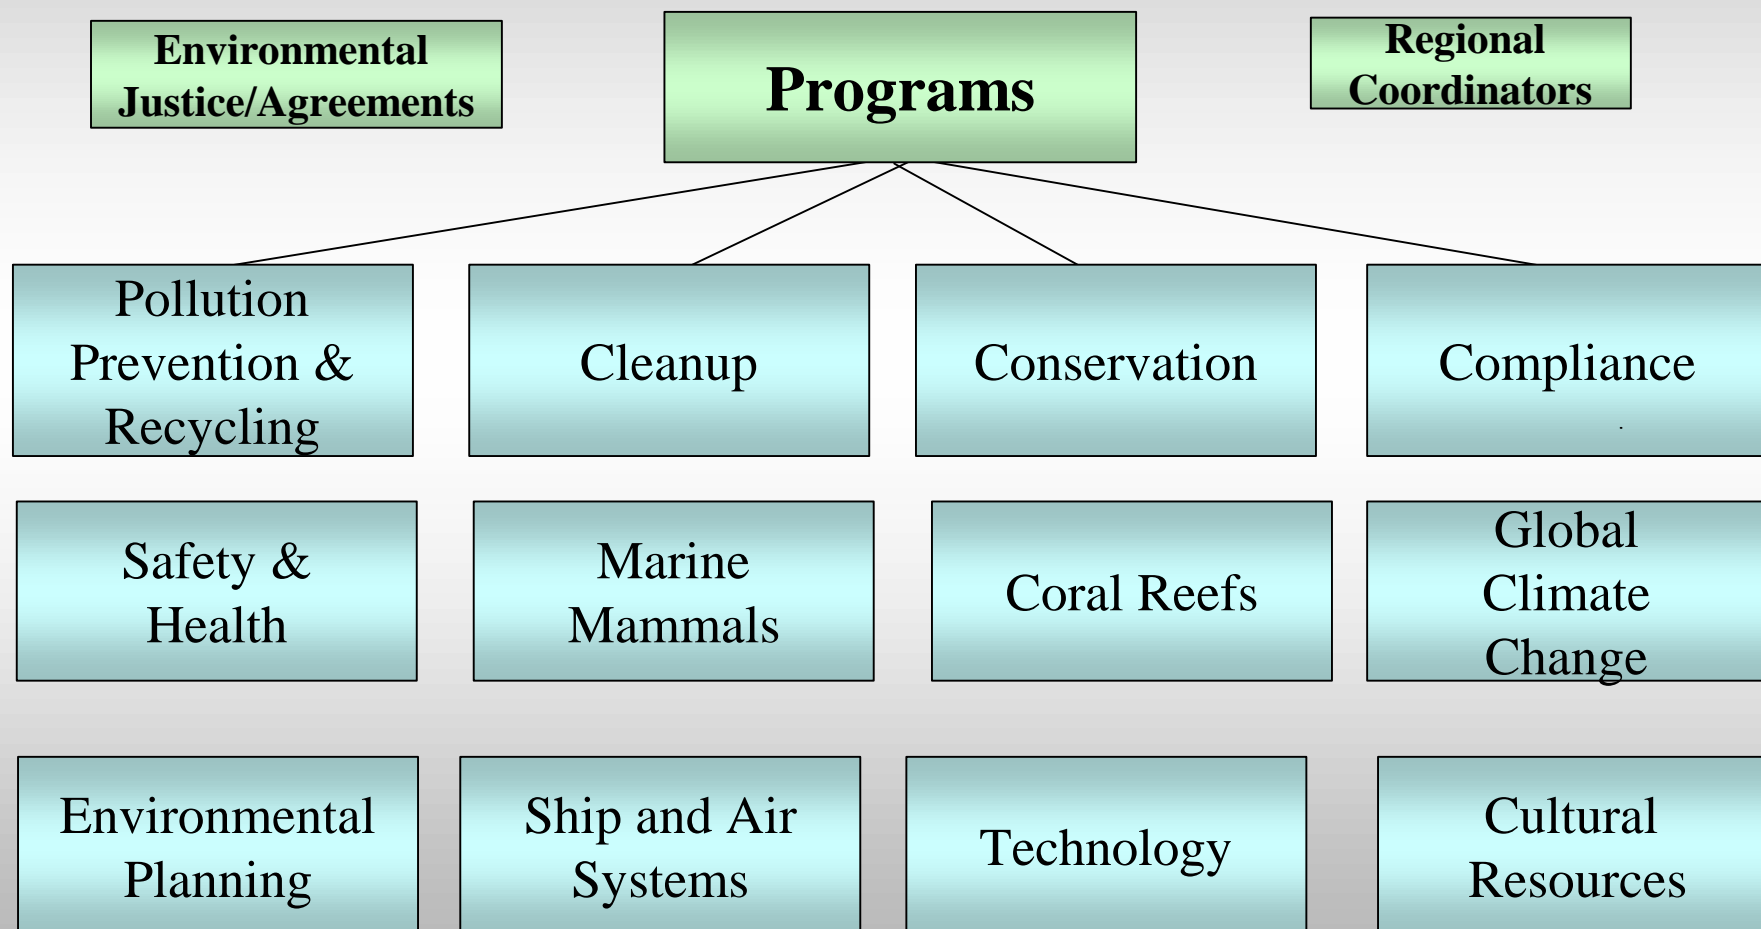 Environmental
Justice/Agreements
Programs
Regional
Coordinators
Pollution
Prevention &
Recycling
Cleanup
Conservation
Compliance
.
Safety &
Health
Marine
Mammals
Coral Reefs
Global
Climate
Change
Environmental
Planning
Ship and Air
Systems
Technology
Cultural
Resources